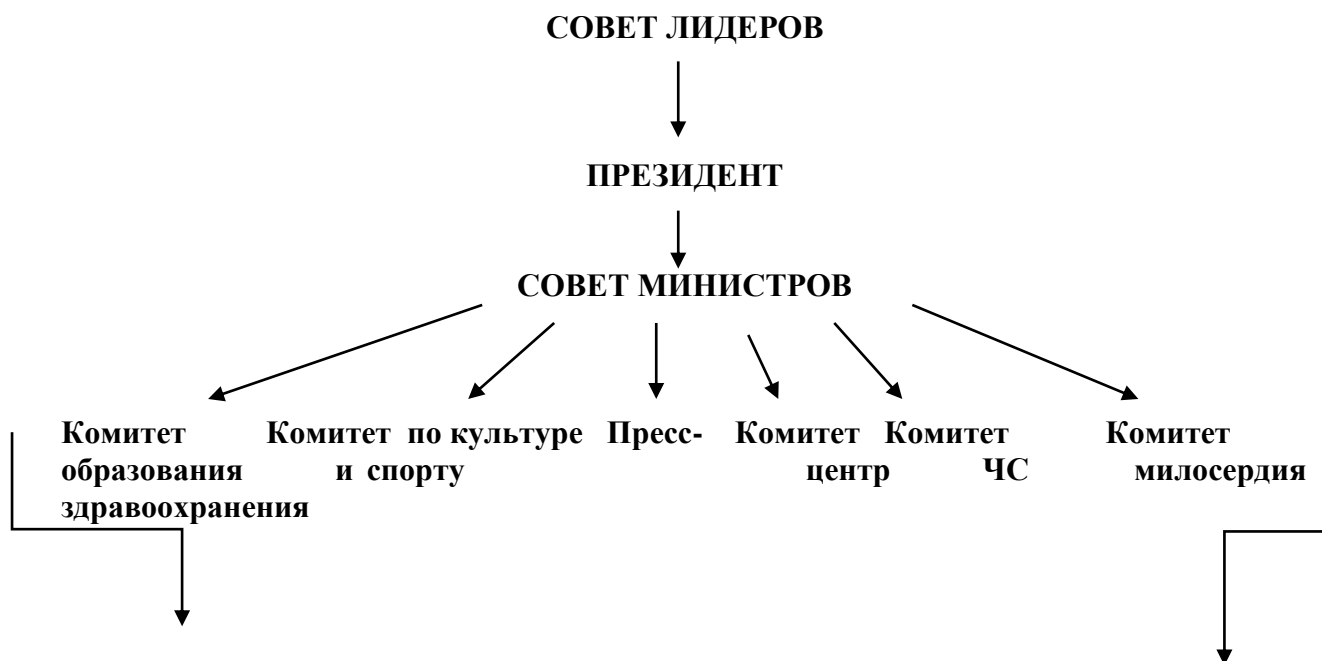 СОВЕТ ЛИДЕРОВ
ПРЕЗИДЕНТ
СОВЕТ МИНИСТРОВ
Комитет Комитет по культуре Пресс- Комитет Комитет Комитет
образования и спорту центр ЧС милосердия
здравоохранения